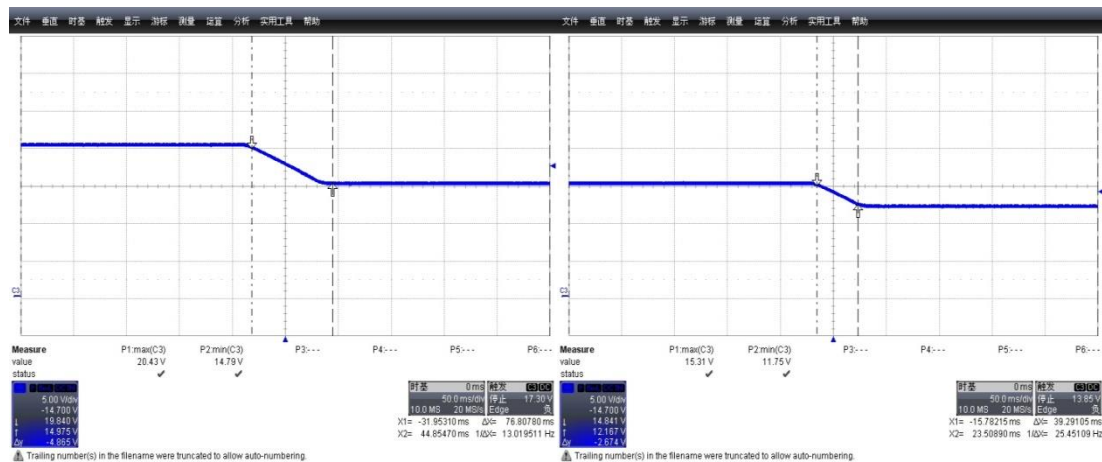 文件 垂直 时基 触发 显示 游标 测量 运算 分析 实用工具 帮助
C3
Measure P1:max(C3) P2:min(C3) P3:--- P4:--- P5:--- P6:---
value 20.43 V 14.79 V
status ✔ ✔
5.00 V/div
-14.700 V
↓ 19.840 V
↑ 14.975 V
Δy -4.865 V
时基 0 ms
50.0 ms/div
10.0 MS 20 MS/s
触发 C3 DC
停止 17.30 V
Edge 负
X1= -31.95310 ms ΔX= 76.80780 ms
X2= 44.85470 ms 1/ΔX= 13.019511 Hz
Trailing number(s) in the filename were truncated to allow auto-numbering.
文件 垂直 时基 触发 显示 游标 测量 运算 分析 实用工具 帮助
C3
Measure P1:max(C3) P2:min(C3) P3:--- P4:--- P5:--- P6:---
value 15.31 V 11.75 V
status ✔ ✔
5.00 V/div
-14.700 V
↓ 14.841 V
↑ 12.167 V
Δy -2.674 V
时基 0 ms
50.0 ms/div
10.0 MS 20 MS/s
触发 C3 DC
停止 13.85 V
Edge 负
X1= -15.78215 ms ΔX= 39.29105 ms
X2= 23.50890 ms 1/ΔX= 25.45109 Hz
Trailing number(s) in the filename were truncated to allow auto-numbering.